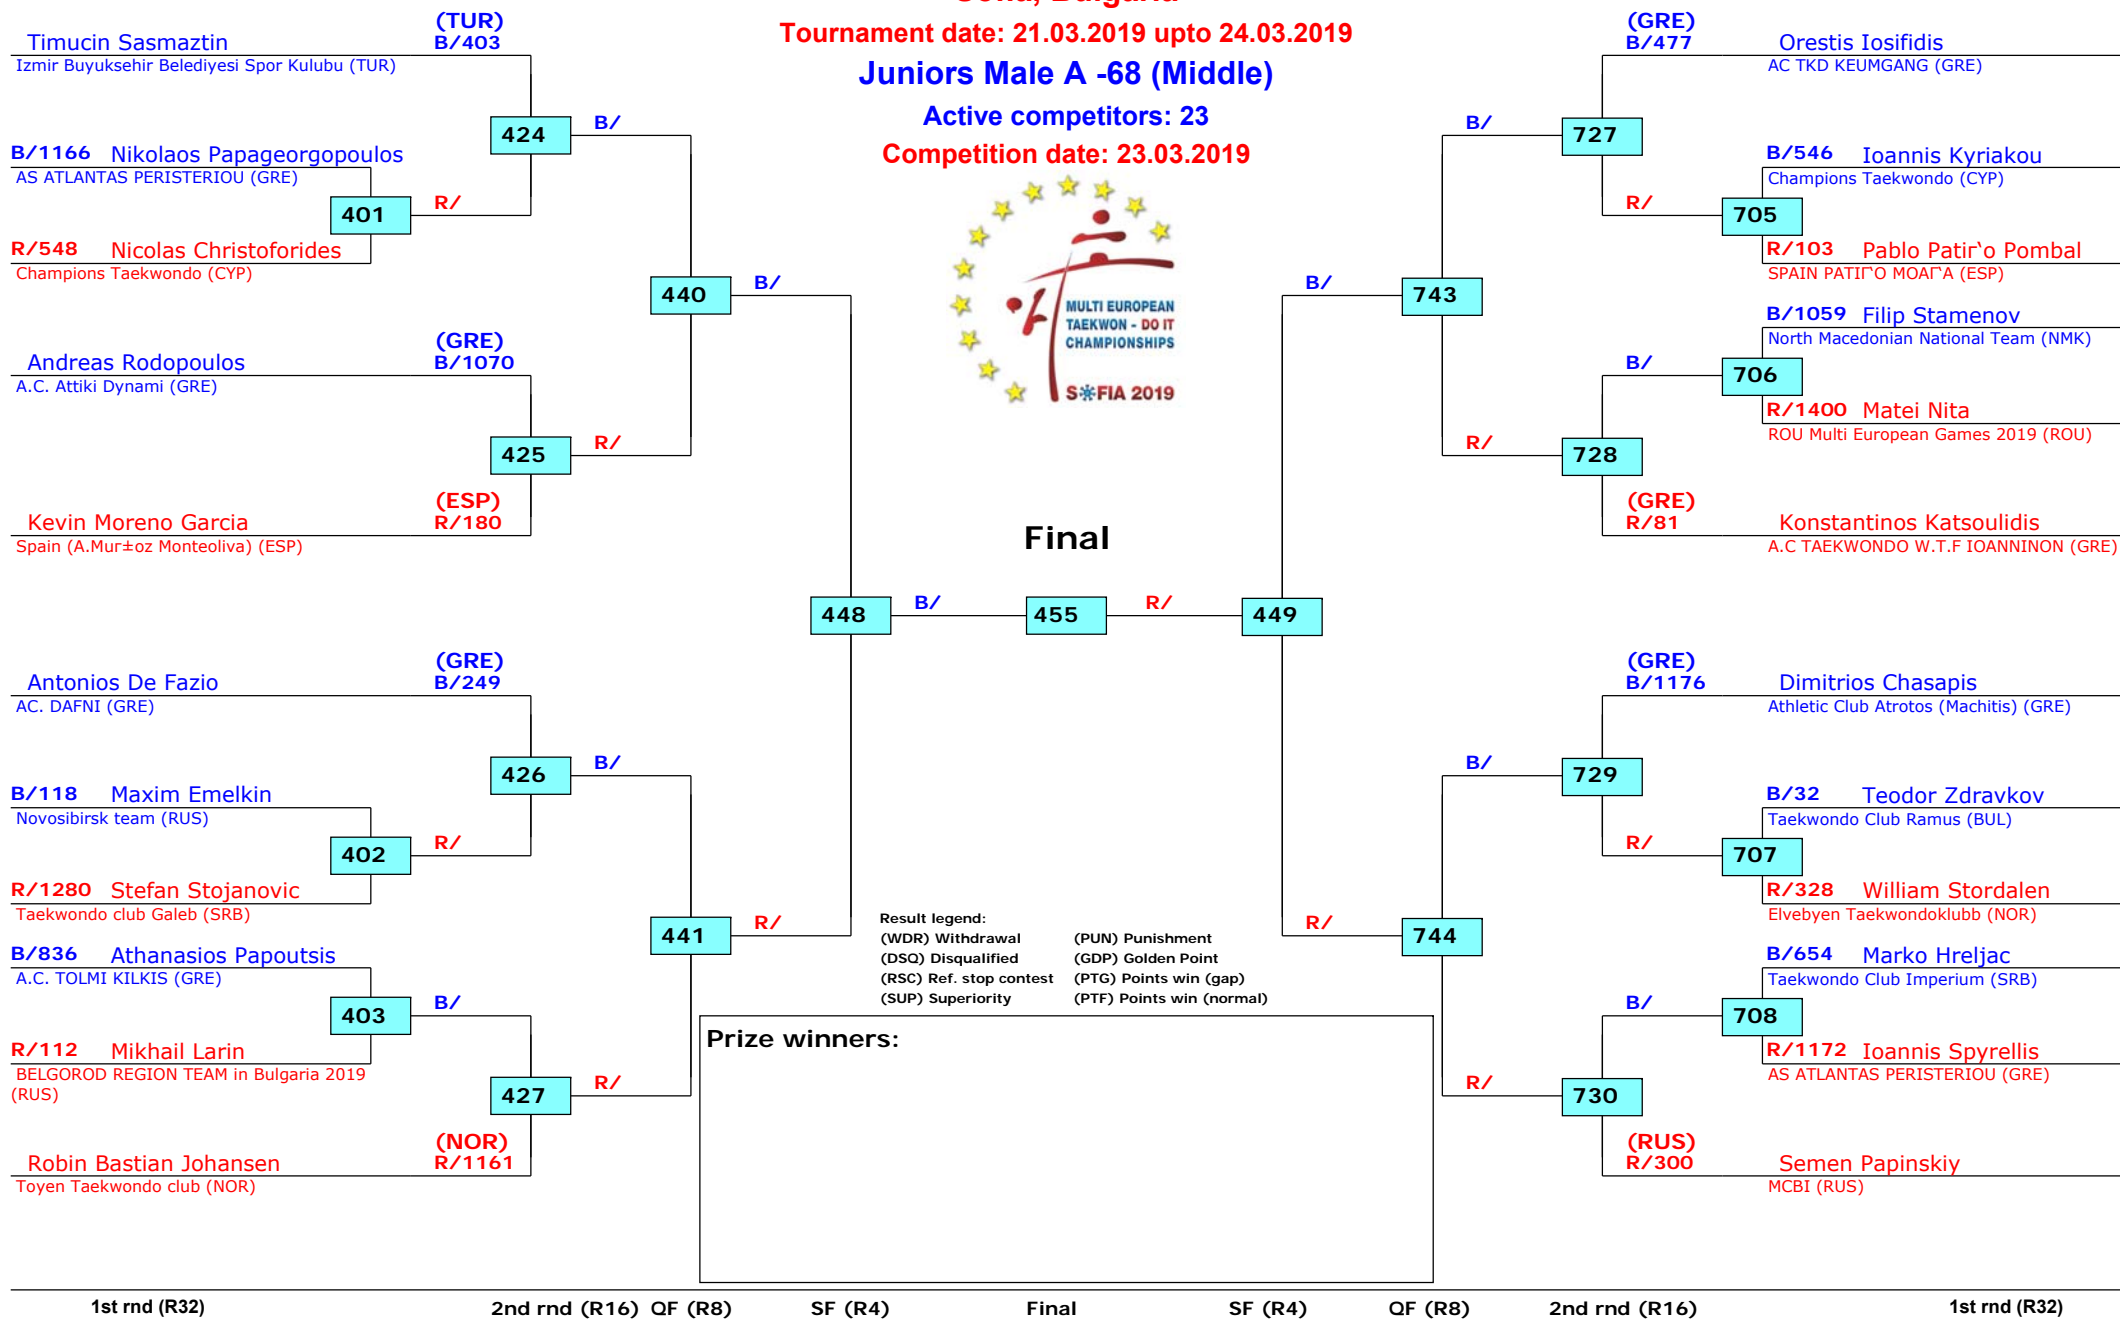 Sofia, Bulgaria
Tournament date: 21.03.2019 upto 24.03.2019
Juniors Male A -68 (Middle)
Active competitors: 23
Competition date: 23.03.2019
MULTI EUROPEAN
TAEKWON - DO IT
CHAMPIONSHIPS
S FIA 2019
(TUR)
Timucin Sasmaztin B/403
Izmir Buyuksehir Belediyesi Spor Kulubu (TUR)
424 B/
B/1166 Nikolaos Papageorgopoulos
AS ATLANTAS PERISTERIOU (GRE)
401 R/
R/548 Nicolas Christoforides
Champions Taekwondo (CYP)
440 B/
(GRE)
Andreas Rodopoulos B/1070
A.C. Attiki Dynami (GRE)
425 R/
(ESP)
Kevin Moreno Garcia R/180
Spain (A.Mur±oz Monteoliva) (ESP)
448 B/
(GRE)
Antonios De Fazio B/249
AC. DAFNI (GRE)
426 B/
B/118 Maxim Emelkin
Novosibirsk team (RUS)
402 R/
R/1280 Stefan Stojanovic
Taekwondo club Galeb (SRB)
441 R/
B/836 Athanasios Papoutsis
A.C. TOLMI KILKIS (GRE)
403 B/
R/112 Mikhail Larin
BELGOROD REGION TEAM in Bulgaria 2019
(RUS)
427 R/
(NOR)
Robin Bastian Johansen R/1161
Toyen Taekwondo club (NOR)
Final
455
(GRE)
B/477 Orestis Iosifidis
AC TKD KEUMGANG (GRE)
B/ 727
B/546 Ioannis Kyriakou
Champions Taekwondo (CYP)
R/ 705
R/103 Pablo Patir‘o Pombal
SPAIN PATIГ‘O MOAГ‘A (ESP)
B/ 743
B/1059 Filip Stamenov
North Macedonian National Team (NMK)
B/ 706
R/1400 Matei Nita
ROU Multi European Games 2019 (ROU)
R/ 728
(GRE)
R/81 Konstantinos Katsoulidis
A.C TAEKWONDO W.T.F IOANNINON (GRE)
R/ 449
(GRE)
B/1176 Dimitrios Chasapis
Athletic Club Atrotos (Machitis) (GRE)
B/ 729
B/32 Teodor Zdravkov
Taekwondo Club Ramus (BUL)
R/ 707
R/328 William Stordalen
Elvebyen Taekwondoklubb (NOR)
R/ 744
B/654 Marko Hreljac
Taekwondo Club Imperium (SRB)
B/ 708
R/1172 Ioannis Spyrellis
AS ATLANTAS PERISTERIOU (GRE)
R/ 730
(RUS)
R/300 Semen Papinskiy
MCBI (RUS)
Result legend:
(WDR) Withdrawal (PUN) Punishment
(DSQ) Disqualified (GDP) Golden Point
(RSC) Ref. stop contest (PTG) Points win (gap)
(SUP) Superiority (PTF) Points win (normal)
Prize winners:
1st rnd (R32) 2nd rnd (R16) QF (R8) SF (R4) Final SF (R4) QF (R8) 2nd rnd (R16) 1st rnd (R32)